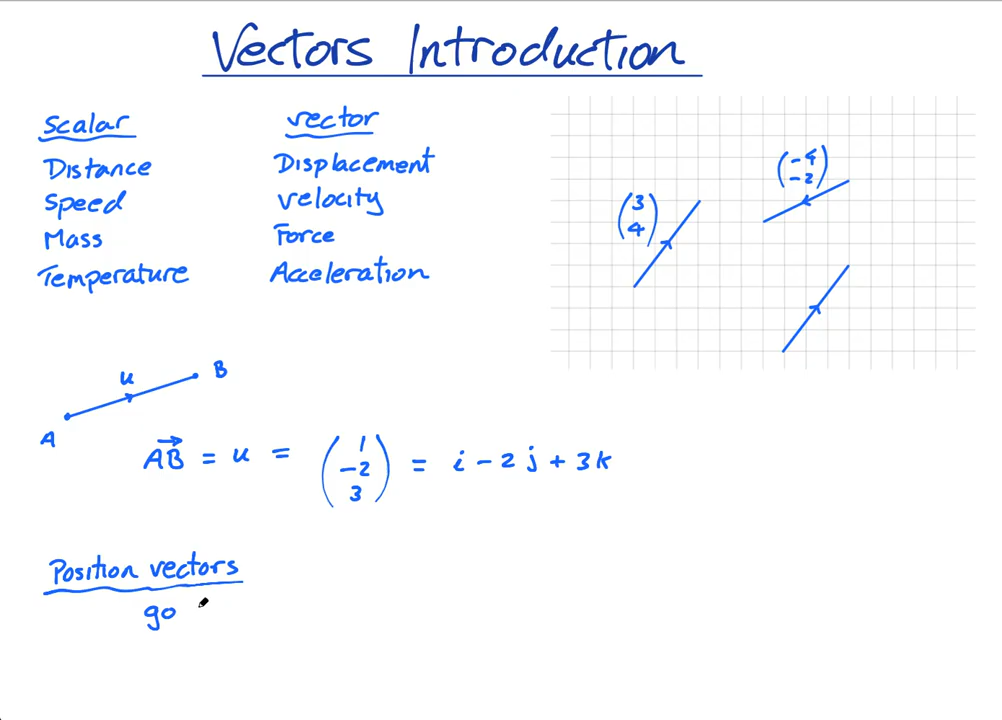 Vectors Introduction
Scalar vector
Distance Displacement
Speed velocity
Mass Force
Temperature Acceleration
(3
4)
(-4
-2)
u
A
B
AB = u = (1
-2
3) = i - 2j + 3k
Position vectors
go